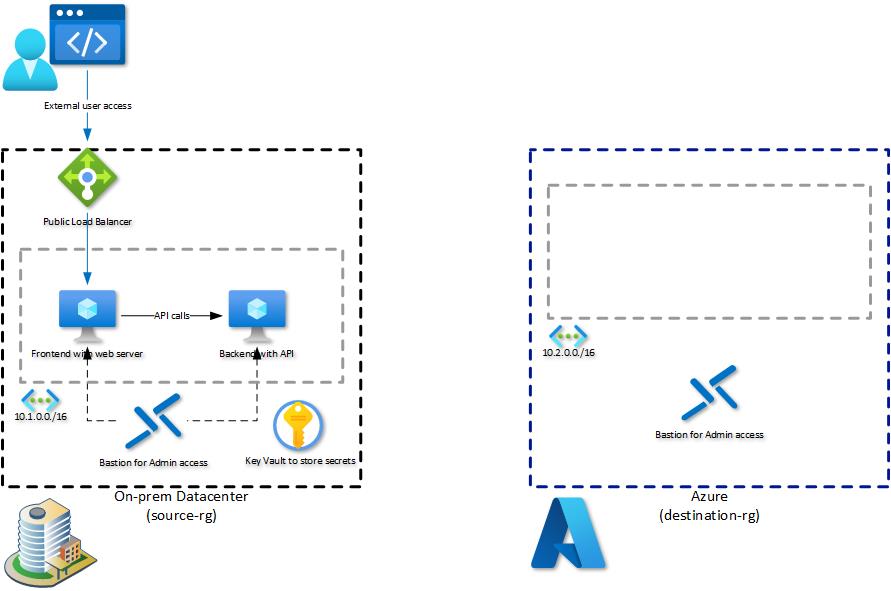 External user access
Public Load Balancer
API calls
Frontend with web server
Backend with API
10.1.0.0./16
Bastion for Admin access
Key Vault to store secrets
On-prem Datacenter
(source-rg)
10.2.0.0./16
Bastion for Admin access
Azure
(destination-rg)